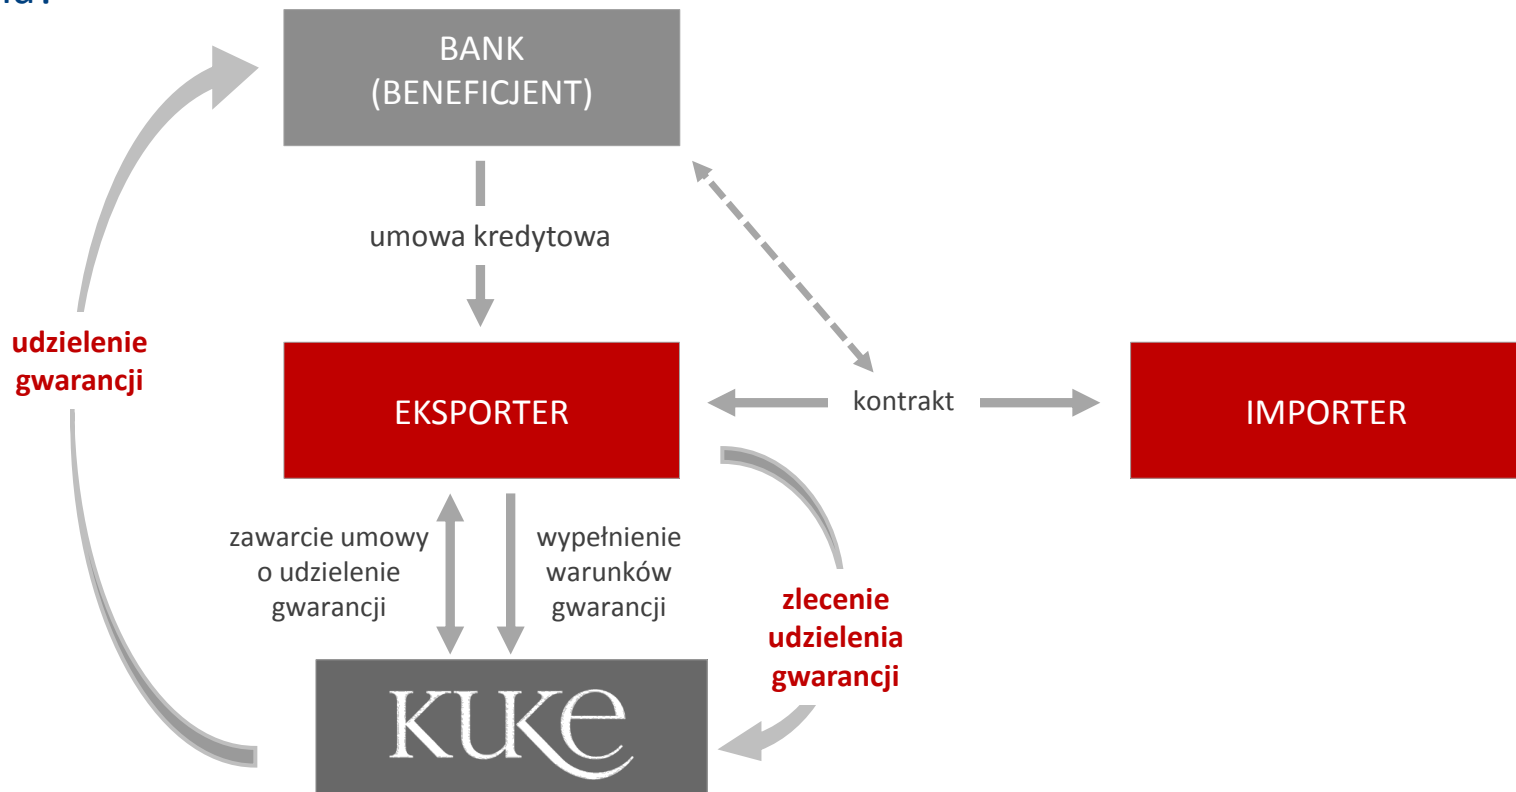 BANK
(BENEFICJENT)
umowa kredytowa
udzielenie
gwarancji
EKSPORTER
kontrakt
IMPORTER
zawarcie umowy
o udzielenie
gwarancji
wypełnienie
warunków
gwarancji
zlecenie
udzielenia
gwarancji
KUKE